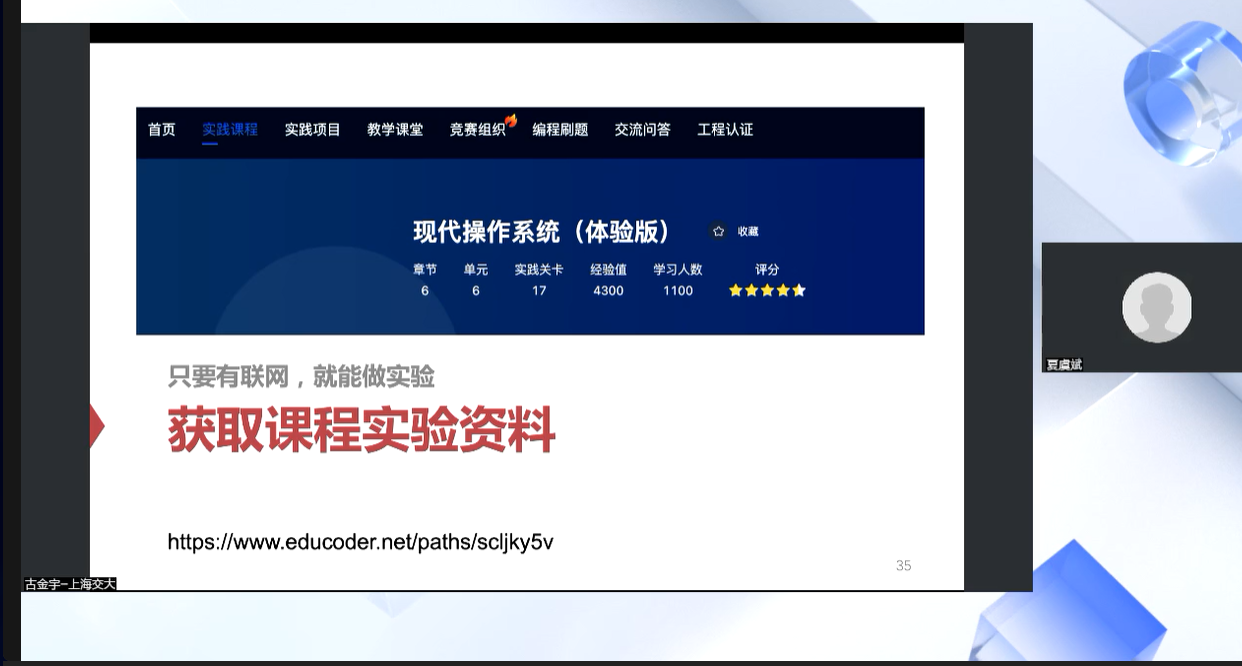 首页 实践课程 实践项目 教学课堂 竞赛组织 编程刷题 交流问答 工程认证
现代操作系统（体验版） 收藏
章节 单元 实践关卡 经验值 学习人数 评分
6 6 17 4300 1100
只要有联网，就能做实验
获取课程实验资料
https://www.educoder.net/paths/scljky5v
35
古金宇-上海交大
夏虞斌